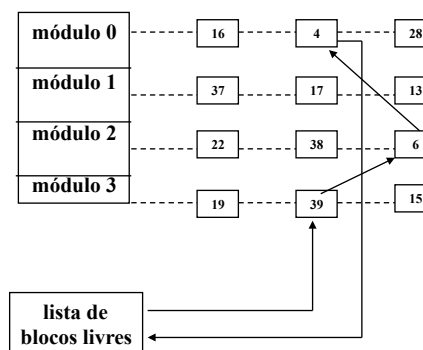 módulo 0 16 4 28
módulo 1 37 17 13
módulo 2 22 38 6
módulo 3 19 39 15
lista de
blocos livres